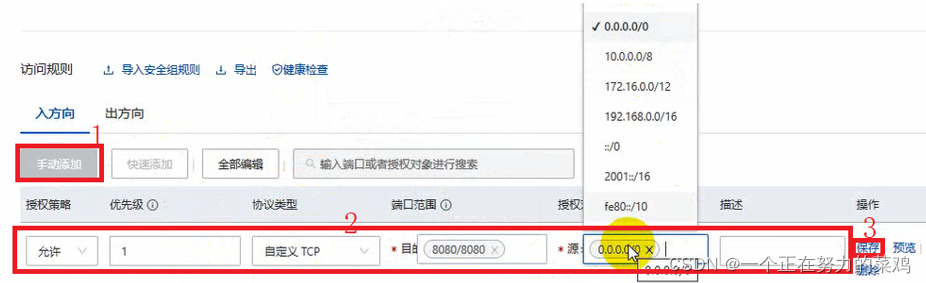 ✓ 0.0.0.0/0
10.0.0.0/8
172.16.0.0/12
192.168.0.0/16
::/0
2001::/16
fe80::/10
访问规则 导入安全组规则 导出 健康检查
入方向 出方向
1
手动添加 快速添加 全部编辑 输入端口或者授权对象进行搜索
授权策略 优先级 协议类型 端口范围 授权 描述 操作
2 3
允许 1 自定义 TCP * 目的 8080/8080 × * 源: 0.0.0.0/0 × 保存 预览
删除
CSDN @一个正在努力的菜鸡